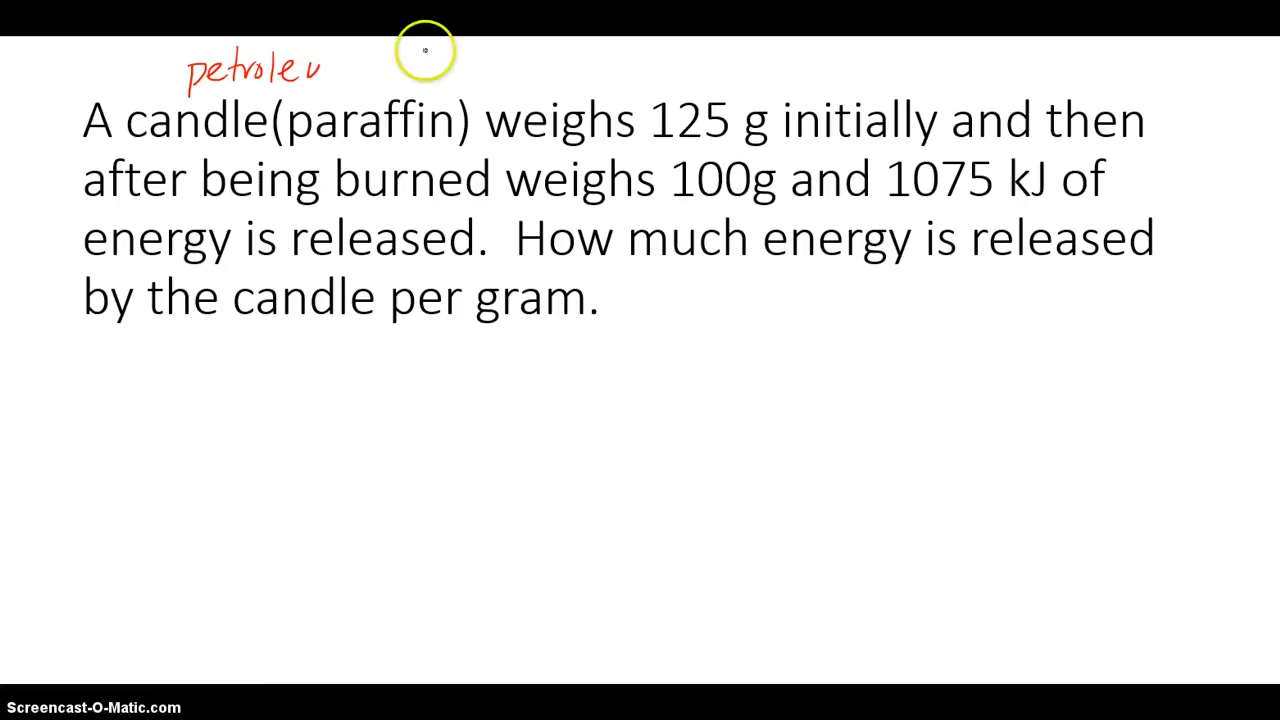 petroleu
A candle(paraffin) weighs 125 g initially and then
after being burned weighs 100g and 1075 kJ of
energy is released.  How much energy is released
by the candle per gram.
Screencast-O-Matic.com